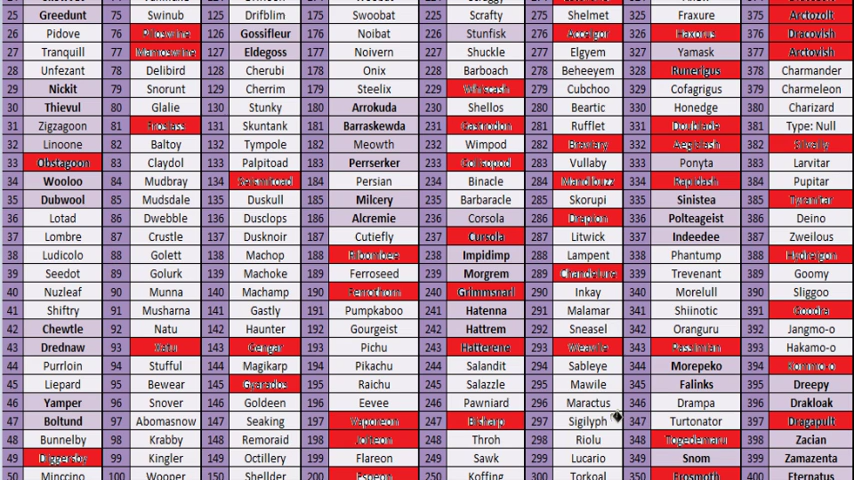 25 Greedunt 75 Swinub 125 Drifblim 175 Swoobat 225 Scrafty 275 Shelmet 325 Fraxure 375 Arctozolt
26 Pidove 76 Piloswine 126 Gossifleur 176 Noibat 226 Stunfisk 276 Accelgor 326 Haxorus 376 Dracovish
27 Tranquill 77 Mamoswine 127 Eldegoss 177 Noivern 227 Shuckle 277 Elgyem 327 Yamask 377 Arctovish
28 Unfezant 78 Delibird 128 Cherubi 178 Onix 228 Barboach 278 Beheeyem 328 Runerigus 378 Charmander
29 Nickit 79 Snorunt 129 Cherrim 179 Steelix 229 Whiscash 279 Cubchoo 329 Cofagrigus 379 Charmeleon
30 Thievul 80 Glalie 130 Stunky 180 Arrokuda 230 Shellos 280 Beartic 330 Honedge 380 Charizard
31 Zigzagoon 81 Froslass 131 Skuntank 181 Barraskewda 231 Gastrodon 281 Rufflet 331 Doublade 381 Type: Null
32 Linoone 82 Baltoy 132 Tympole 182 Meowth 232 Wimpod 282 Braviary 332 Aegislash 382 Silvally
33 Obstagoon 83 Claydol 133 Palpitoad 183 Perrserker 233 Golisopod 283 Vullaby 333 Ponyta 383 Larvitar
34 Wooloo 84 Mudbray 134 Seismitoad 184 Persian 234 Binacle 284 Mandibuzz 334 Rapidash 384 Pupitar
35 Dubwool 85 Mudsdale 135 Duskull 185 Milcery 235 Barbaracle 285 Skorupi 335 Sinistea 385 Tyranitar
36 Lotad 86 Dwebble 136 Dusclops 186 Alcremie 236 Corsola 286 Drapion 336 Polteageist 386 Deino
37 Lombre 87 Crustle 137 Dusknoir 187 Cutiefly 237 Cursola 287 Litwick 337 Indeedee 387 Zweilous
38 Ludicolo 88 Golett 138 Machop 188 Ribombee 238 Impidimp 288 Lampent 338 Phantump 388 Hydreigon
39 Seedot 89 Golurk 139 Machoke 189 Ferroseed 239 Morgrem 289 Chandelure 339 Trevenant 389 Goomy
40 Nuzleaf 90 Munna 140 Machamp 190 Ferrothorn 240 Grimmsnarl 290 Inkay 340 Morelull 390 Sliggoo
41 Shiftry 91 Musharna 141 Gastly 191 Pumpkaboo 241 Hatenna 291 Malamar 341 Shiinotic 391 Goodra
42 Chewtle 92 Natu 142 Haunter 192 Gourgeist 242 Hattrem 292 Sneasel 342 Oranguru 392 Jangmo-o
43 Drednaw 93 Xatu 143 Gengar 193 Pichu 243 Hatterene 293 Weavile 343 Passimian 393 Hakamo-o
44 Purrloin 94 Stufful 144 Magikarp 194 Pikachu 244 Salandit 294 Sableye 344 Morepeko 394 Kommo-o
45 Liepard 95 Bewear 145 Gyarados 195 Raichu 245 Salazzle 295 Mawile 345 Falinks 395 Dreepy
46 Yamper 96 Snover 146 Goldeen 196 Eevee 246 Pawniard 296 Maractus 346 Drampa 396 Drakloak
47 Boltund 97 Abomasnow 147 Seaking 197 Vaporeon 247 Bisharp 297 Sigilyph 347 Turtonator 397 Dragapult
48 Bunnelby 98 Krabby 148 Remoraid 198 Jolteon 248 Throh 298 Riolu 348 Togedemaru 398 Zacian
49 Diggersby 99 Kingler 149 Octillery 199 Flareon 249 Sawk 299 Lucario 349 Snom 399 Zamazenta
50 Minccino 100 Wooper 150 Shellder 200 Espeon 250 Koffing 300 Torkoal 350 Frosmoth 400 Eternatus